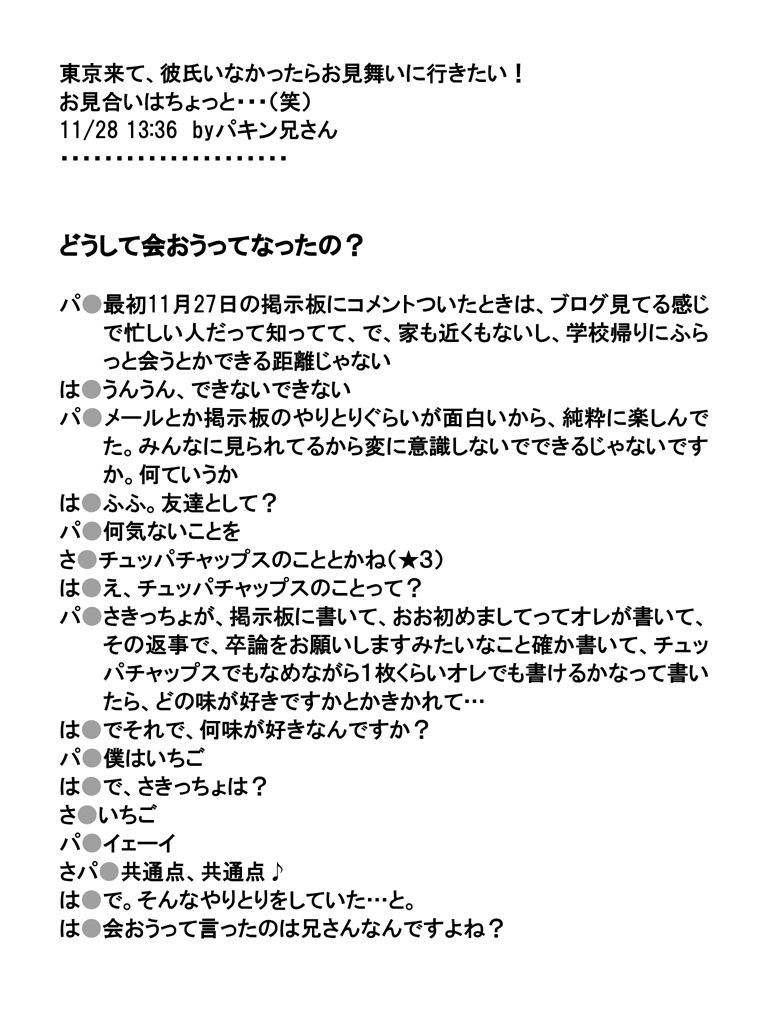 東京来て、彼氏いなかったらお見舞いに行きたい！
お見合いはちょっと・・・（笑）
11/28 13:36　byパキン兄さん
・・・・・・・・・・・・・・・・・・・・・
どうして会おうってなったの？
パ●最初11月27日の掲示板にコメントついたときは、ブログ見てる感じ
で忙しい人だって知ってて、で、家も近くもないし、学校帰りにふら
っと会うとかできる距離じゃない
は●うんうん、できないできない
パ●メールとか掲示板のやりとりぐらいが面白いから、純粋に楽しんで
た。みんなに見られてるから変に意識しないでできるじゃないです
か。何ていうか
は●ふふ。友達として？
パ●何気ないことを
さ●チュッパチャップスのこととかね（★３）
は●え、チュッパチャップスのことって？
パ●さきっちょが、掲示板に書いて、おお初めましてってオレが書いて、
その返事で、卒論をお願いしますみたいなこと確か書いて、チュッ
パチャップスでもなめながら１枚くらいオレでも書けるかなって書い
たら、どの味が好きですかとかきかれて…
は●でそれで、何味が好きなんですか？
パ●僕はいちご
は●で、さきっちょは？
さ●いちご
パ●イェーイ
さパ●共通点、共通点♪
は●で。そんなやりとりをしていた…と。
は●会おうって言ったのは兄さんなんですよね？